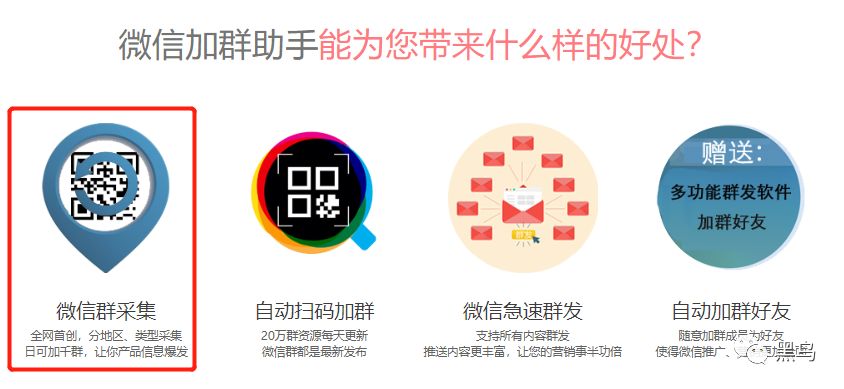 微信加群助手能为您带来什么样的好处?
赠送:
多功能群发软件
加群好友
群发
微信群采集
自动扫码加群
微信急速群发
自动加群好友
全网首创，分地区、类型采集
20万群资源每天更新
支持所有内容群发
随意加群成员为好友
日可加千群，让你产品信息爆发
微信群都是最新发布
推送内容更丰富，让您的营销事半功倍
使得微信推广、
黑鸟